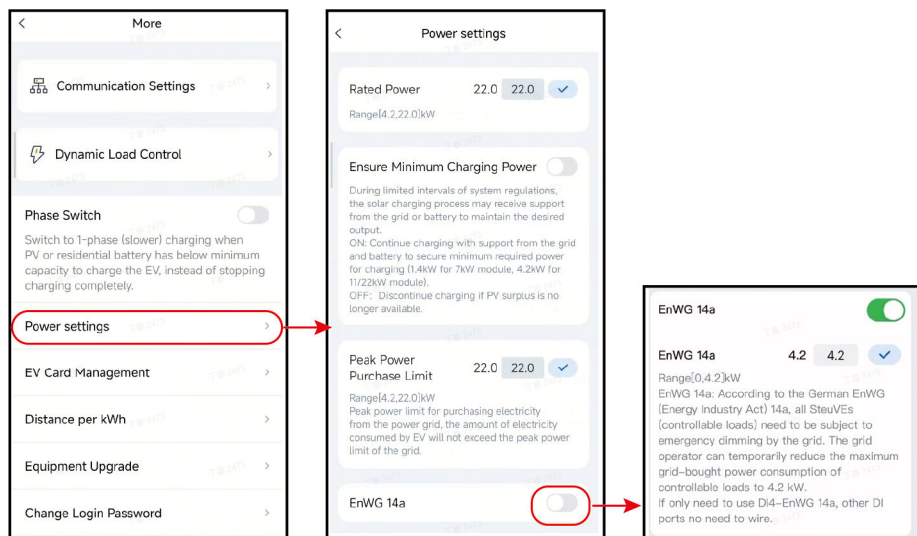 More
Communication Settings
Dynamic Load Control
Phase Switch
Switch to 1-phase (slower) charging when
PV or residential battery has below minimum
capacity to charge the EV, instead of stopping
charging completely.
Power settings
EV Card Management
Distance per kWh
Equipment Upgrade
Change Login Password
Power settings
Rated Power 22.0 22.0
Range[4.2,22.0]kW
Ensure Minimum Charging Power
During limited intervals of system regulations,
the solar charging process may receive support
from the grid or battery to maintain the desired
output.
ON: Continue charging with support from the grid
and battery to secure minimum required power
for charging (1.4kW for 7kW module, 4.2kW for
11/22kW module).
OFF: Discontinue charging if PV surplus is no
longer available.
Peak Power
Purchase Limit 22.0 22.0
Range[4.2,22.0]kW
Peak power limit for purchasing electricity
from the power grid, the amount of electricity
consumed by EV will not exceed the peak power
limit of the grid.
EnWG 14a
EnWG 14a
EnWG 14a 4.2 4.2
Range[0,4.2]kW
EnWG 14a: According to the German EnWG
(Energy Industry Act) 14a, all SteuVEs
(controllable loads) need to be subject to
emergency dimming by the grid. The grid
operator can temporarily reduce the maximum
grid-bought power consumption of
controllable loads to 4.2 kW.
If only need to use DI4-EnWG 14a, other DI
ports no need to wire.